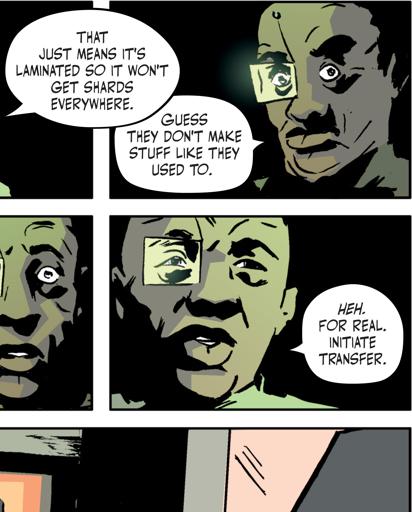 THAT
JUST MEANS IT'S
LAMINATED SO IT WON'T
GET SHARDS
EVERYWHERE.
GUESS
THEY DON'T MAKE
STUFF LIKE THEY
USED TO.
HEH.
FOR REAL.
INITIATE
TRANSFER.